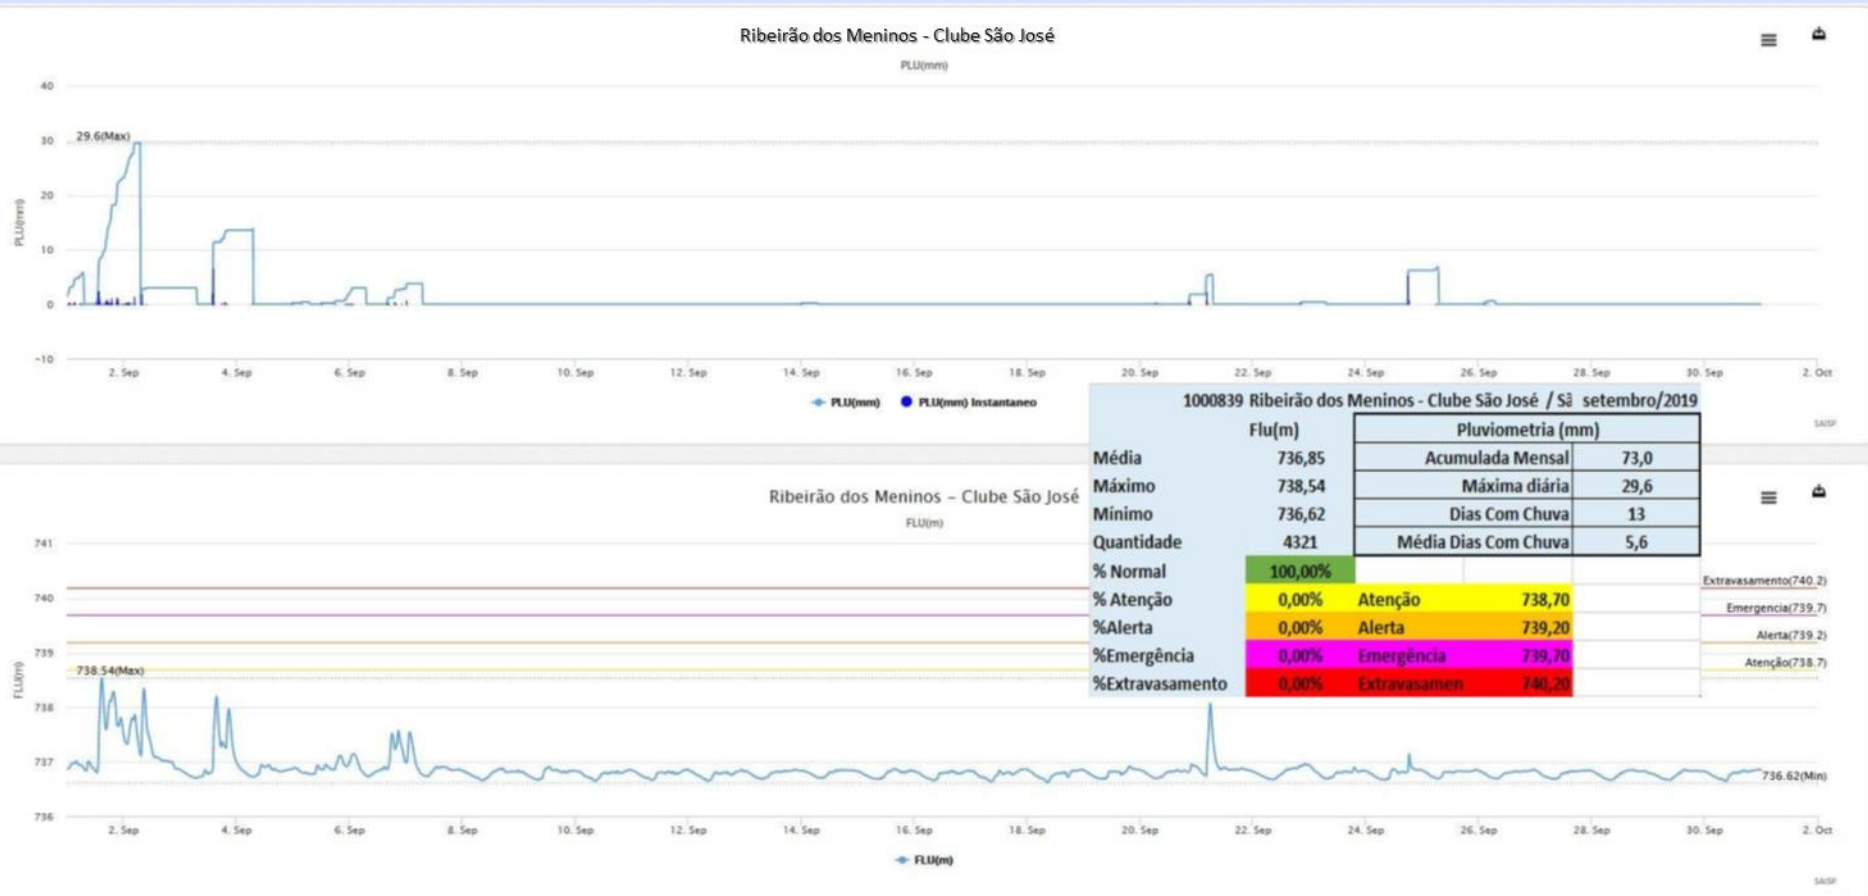 Ribeirão dos Meninos - Clube São José
PLU(mm)
40
29.6(Max)
30
20
10
0
-10
PLU(mm)
2. Sep 4. Sep 6. Sep 8. Sep 10. Sep 12. Sep 14. Sep 16. Sep 18. Sep 20. Sep 22. Sep 24. Sep 26. Sep 28. Sep 30. Sep 2. Oct
PLU(mm) PLU(mm) Instantaneo
SAISP
1000839 Ribeirão dos Meninos - Clube São José / Sã setembro/2019
Flu(m) Pluviometria (mm)
Média 736,85 Acumulada Mensal 73,0
Máximo 738,54 Máxima diária 29,6
Mínimo 736,62 Dias Com Chuva 13
Quantidade 4321 Média Dias Com Chuva 5,6
% Normal 100,00%
% Atenção 0,00% Atenção 738,70
%Alerta 0,00% Alerta 739,20
%Emergência 0,00% Emergência 739,70
%Extravasamento 0,00% Extravasamen 740,20
Ribeirão dos Meninos - Clube São José
FLU(m)
741
Extravasamento(740.2)
740
Emergencia(739.7)
Alerta(739.2)
739
Atenção(738.7)
738.54(Max)
738
737
736.62(Min)
736
FLU(m)
2. Sep 4. Sep 6. Sep 8. Sep 10. Sep 12. Sep 14. Sep 16. Sep 18. Sep 20. Sep 22. Sep 24. Sep 26. Sep 28. Sep 30. Sep 2. Oct
FLU(m)
SAISP